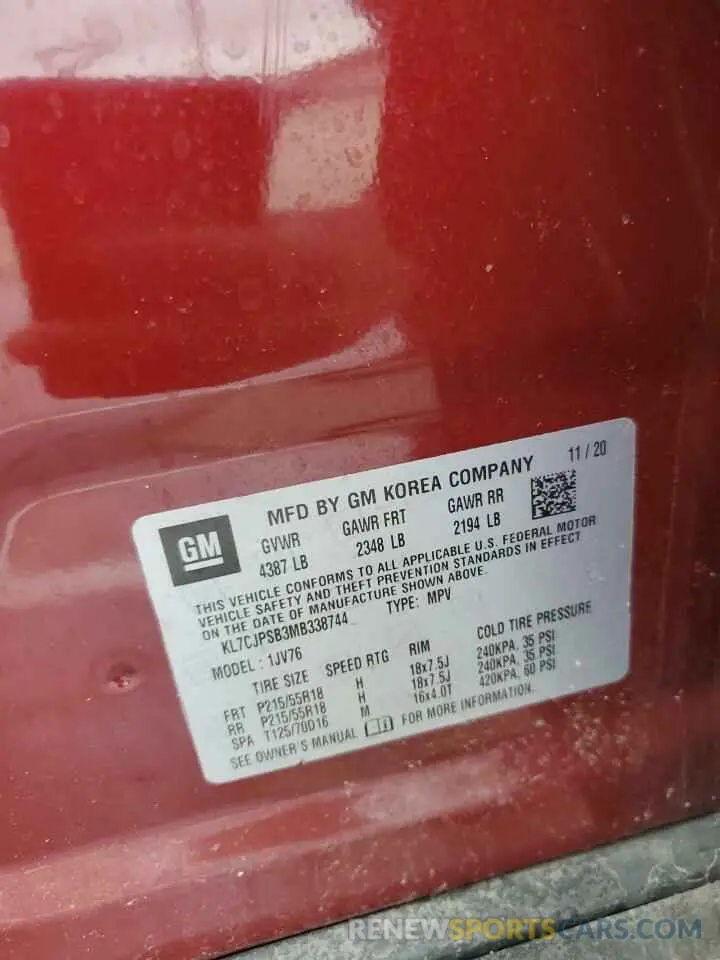 MFD BY GM KOREA COMPANY 11 / 20
GM
GVWR GAWR FRT GAWR RR
4387 LB 2348 LB 2194 LB
THIS VEHICLE CONFORMS TO ALL APPLICABLE U.S. FEDERAL MOTOR
VEHICLE SAFETY AND THEFT PREVENTION STANDARDS IN EFFECT
ON THE DATE OF MANUFACTURE SHOWN ABOVE.
KL7CJPSB3MB338744 TYPE: MPV
MODEL : 1JV76
TIRE SIZE SPEED RTG RIM COLD TIRE PRESSURE
FRT P215/55R18 H 18x7.5J 240KPA, 35 PSI
RR P215/55R18 H 18x7.5J 240KPA, 35 PSI
SPA T125/70D16 M 16x4.0T 420KPA, 60 PSI
SEE OWNER'S MANUAL FOR MORE INFORMATION.
RENEWSPORTSCARS.COM